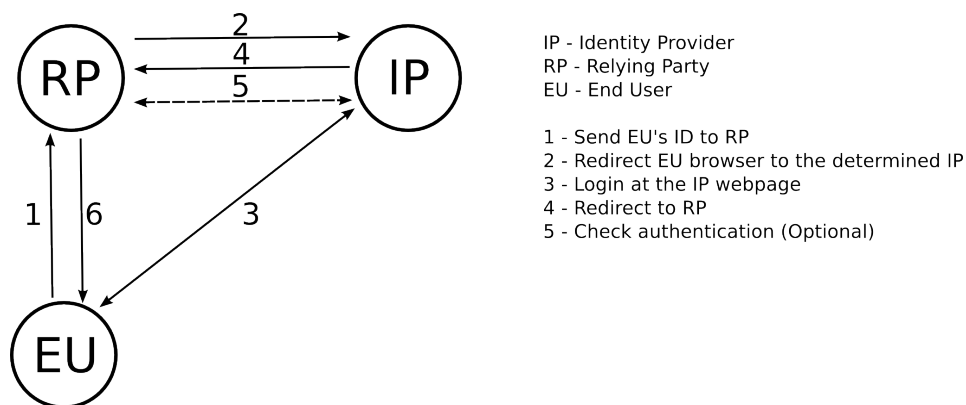 2
4
RP
IP
5
1
6
3
EU
IP - Identity Provider
RP - Relying Party
EU - End User
1 - Send EU's ID to RP
2 - Redirect EU browser to the determined IP
3 - Login at the IP webpage
4 - Redirect to RP
5 - Check authentication (Optional)